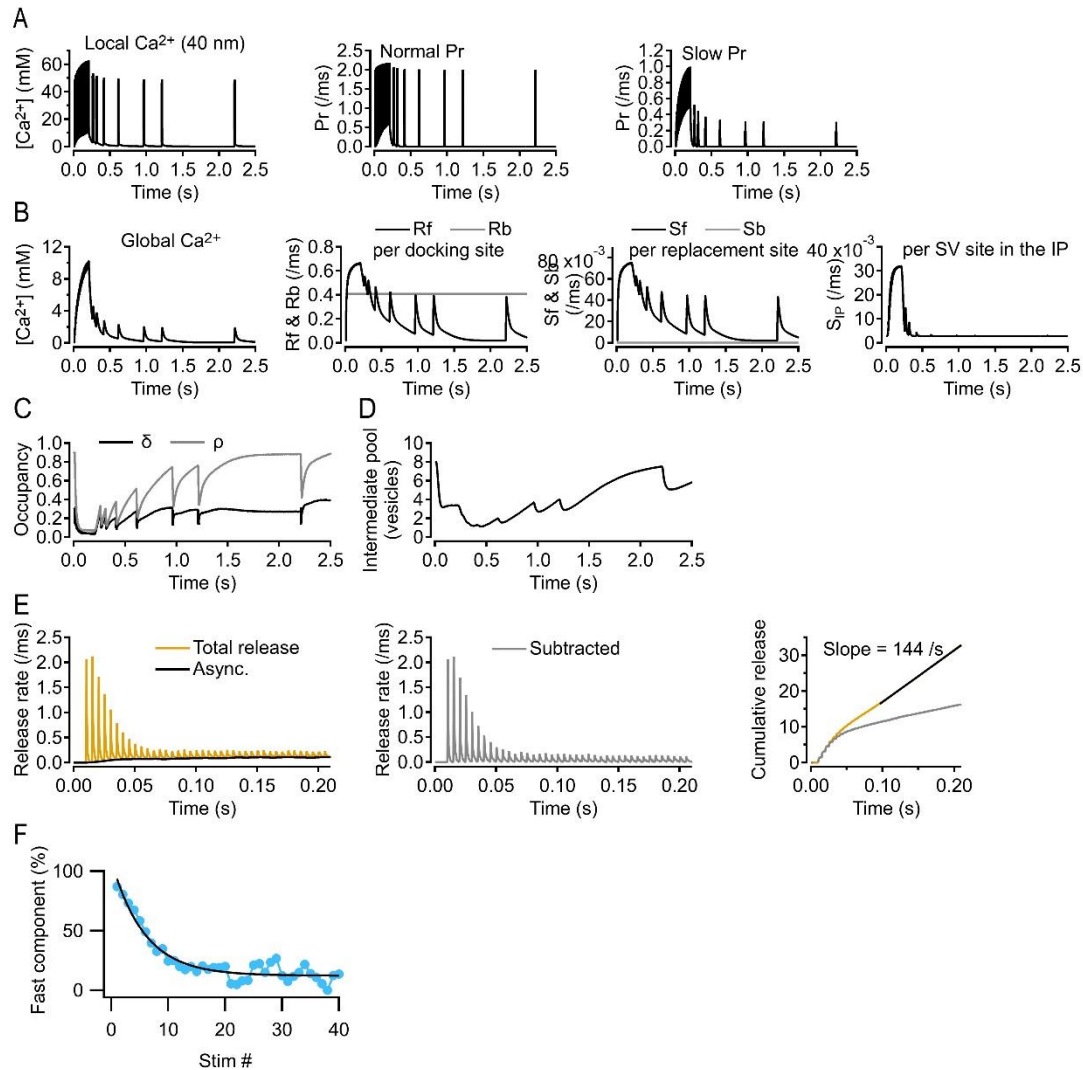 A
Local Ca²⁺ (40 nm)
[Ca²⁺] (mM)
60
40
20
0
0.0 0.5 1.0 1.5 2.0 2.5
Time (s)
Normal Pr
Pr (/ms)
2.5
2.0
1.5
1.0
0.5
0.0
0.0 0.5 1.0 1.5 2.0 2.5
Time (s)
Slow Pr
Pr (/ms)
1.2
1.0
0.8
0.6
0.4
0.2
0.0
0.0 0.5 1.0 1.5 2.0 2.5
Time (s)
B
Global Ca²⁺
[Ca²⁺] (mM)
12
8
4
0
0.0 0.5 1.0 1.5 2.0 2.5
Time (s)
Rf Rb
per docking site
Rf & Rb (/ms)
0.8
0.6
0.4
0.2
0.0
0.0 0.5 1.0 1.5 2.0 2.5
Time (s)
Sf Sb
per replacement site
Sf & Sb
(/ms)
80 x10⁻³
60
40
20
0
0.0 0.5 1.0 1.5 2.0 2.5
Time (s)
per SV site in the IP
S_IP (/ms)
40 x10⁻³
30
20
10
0
0.0 0.5 1.0 1.5 2.0 2.5
Time (s)
C
δ ρ
Occupancy
1.0
0.8
0.6
0.4
0.2
0.0
0.0 0.5 1.0 1.5 2.0 2.5
Time (s)
D
Intermediate pool
(vesicles)
10
8
6
4
2
0
0.0 0.5 1.0 1.5 2.0 2.5
Time (s)
E
Total release
Async.
Release rate (/ms)
2.5
2.0
1.5
1.0
0.5
0.0
0.00 0.05 0.10 0.15 0.20
Time (s)
Subtracted
Release rate (/ms)
2.5
2.0
1.5
1.0
0.5
0.0
0.00 0.05 0.10 0.15 0.20
Time (s)
Slope = 144 /s
Cumulative release
30
20
10
0
0.00 0.10 0.20
Time (s)
F
Fast component (%)
100
50
0
0 10 20 30 40
Stim #